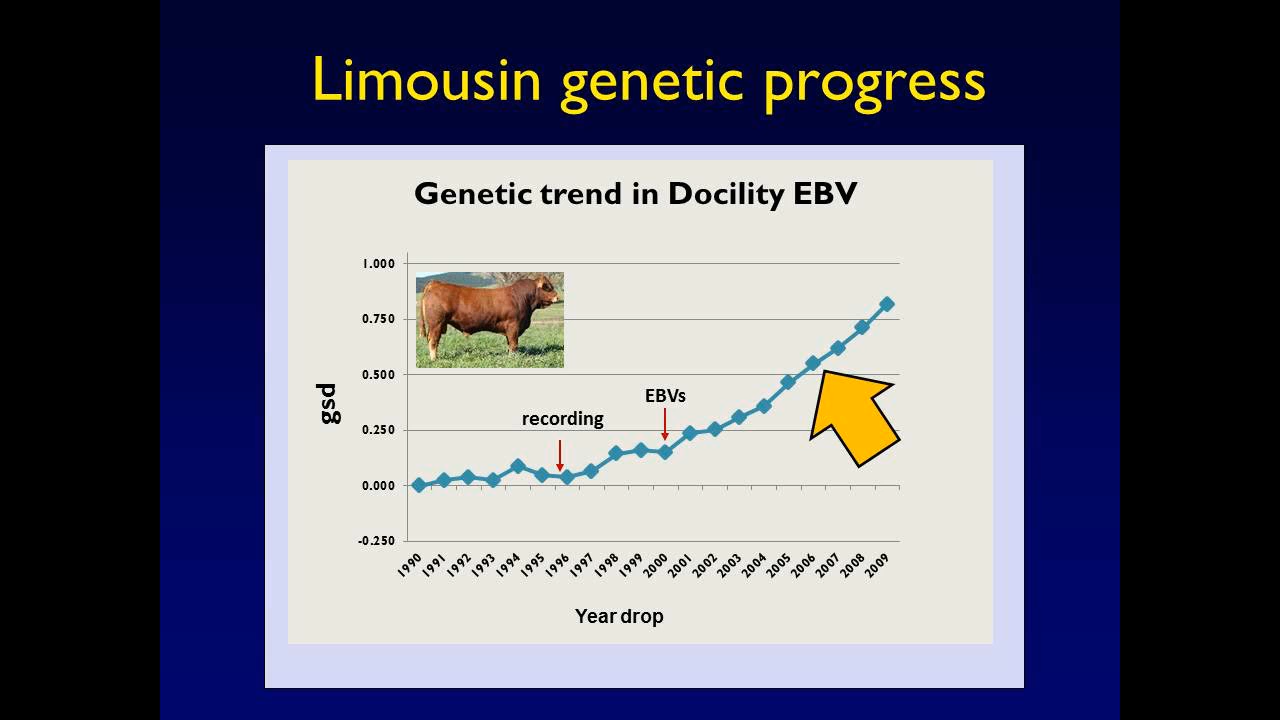 Limousin genetic progress
Genetic trend in Docility EBV
1.000
0.750
0.500
0.250
0.000
-0.250
gsd
recording
EBVs
1990 1991 1992 1993 1994 1995 1996 1997 1998 1999 2000 2001 2002 2003 2004 2005 2006 2007 2008 2009
Year drop